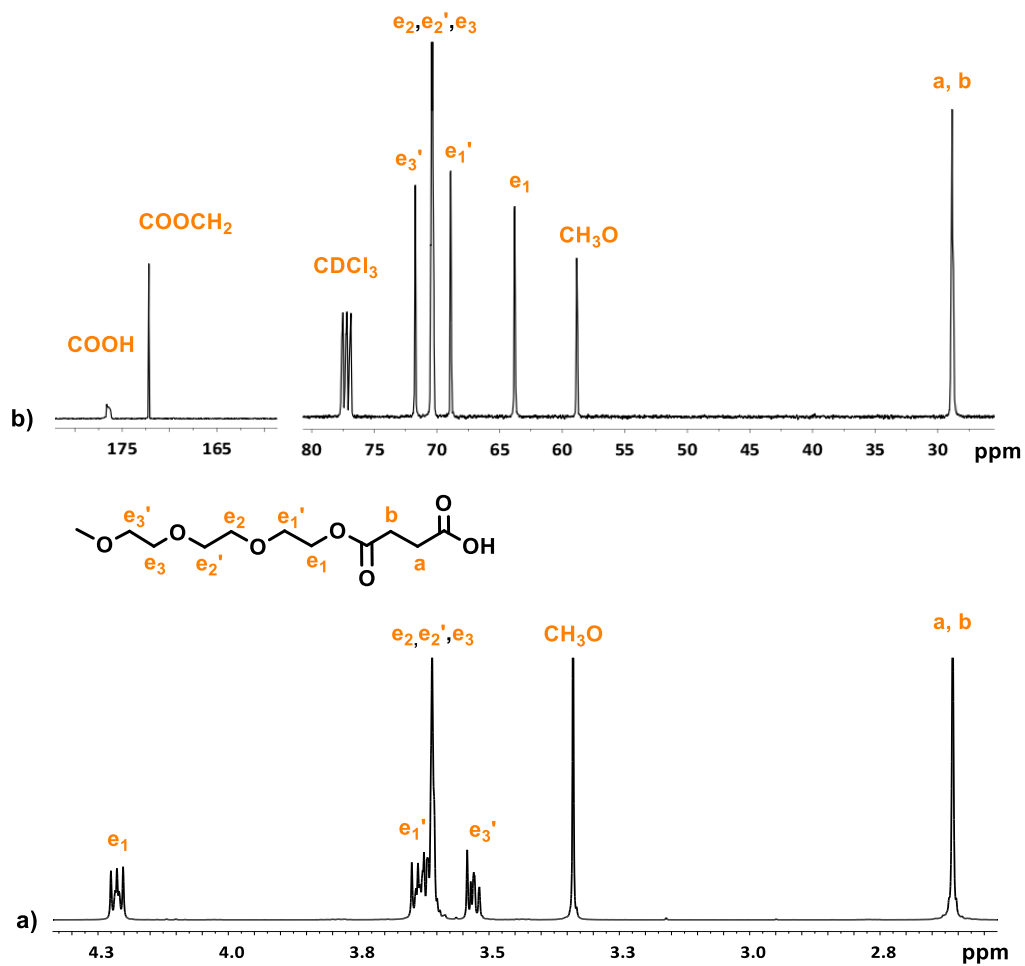 e₂,e₂',e₃
a, b
e₃'
e₁'
e₁
COOCH₂
CH₃O
CDCl₃
COOH
b)
175 165 80 75 70 65 60 55 50 45 40 35 30 ppm
O
e₃' O e₂ e₁' O b OH
O e₃ e₂' O e₁ O a
e₂,e₂',e₃
CH₃O
a, b
e₁
e₁'
e₃'
a)
4.3 4.0 3.8 3.5 3.3 3.0 2.8 ppm